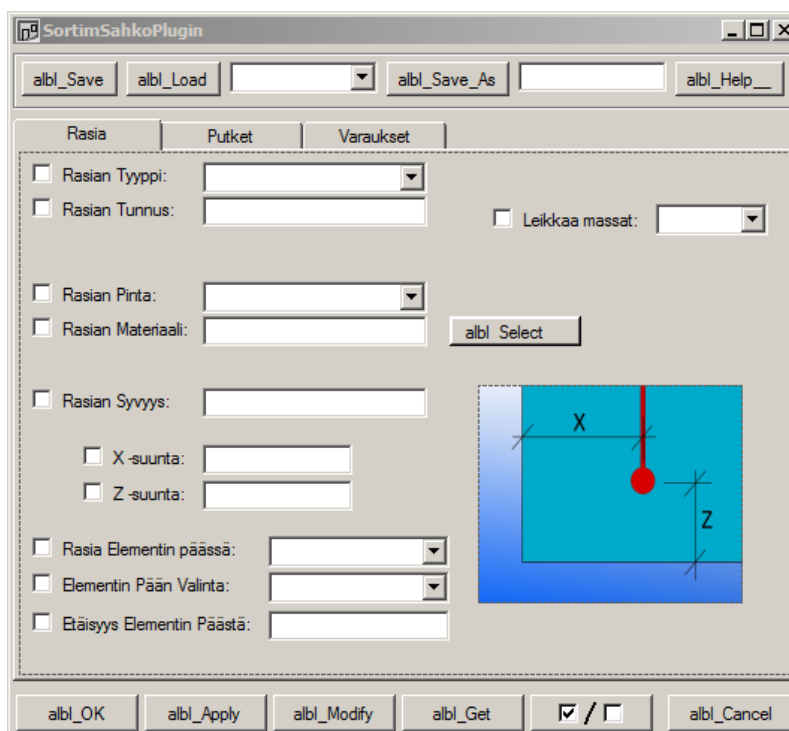 SortimSahkoPlugin
albl_Save albl_Load albl_Save_As albl_Help__
Rasia Putket Varaukset
Rasian Tyyppi:
Rasian Tunnus:
Leikkaa massat:
Rasian Pinta:
Rasian Materiaali:
albl_Select
Rasian Syvyys:
X
X -suunta:
Z -suunta:
Z
Rasia Elementin päässä:
Elementin Pään Valinta:
Etäisyys Elementin Päästä:
albl_OK albl_Apply albl_Modify albl_Get / albl_Cancel